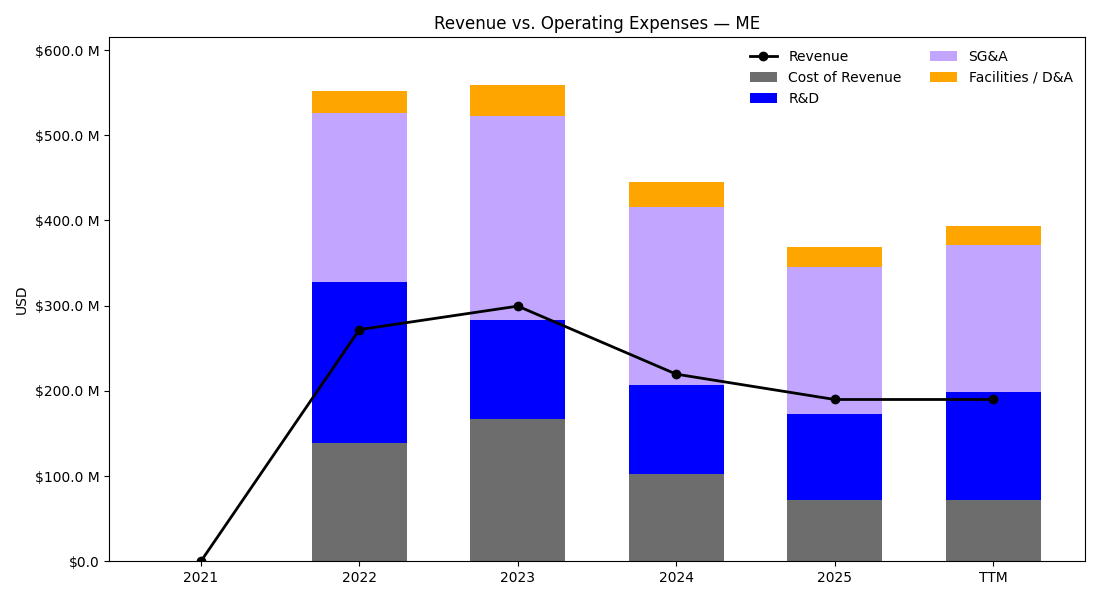 Revenue vs. Operating Expenses — ME
Revenue
Cost of Revenue
R&D
SG&A
Facilities / D&A
USD
$600.0 M
$500.0 M
$400.0 M
$300.0 M
$200.0 M
$100.0 M
$0.0
2021
2022
2023
2024
2025
TTM